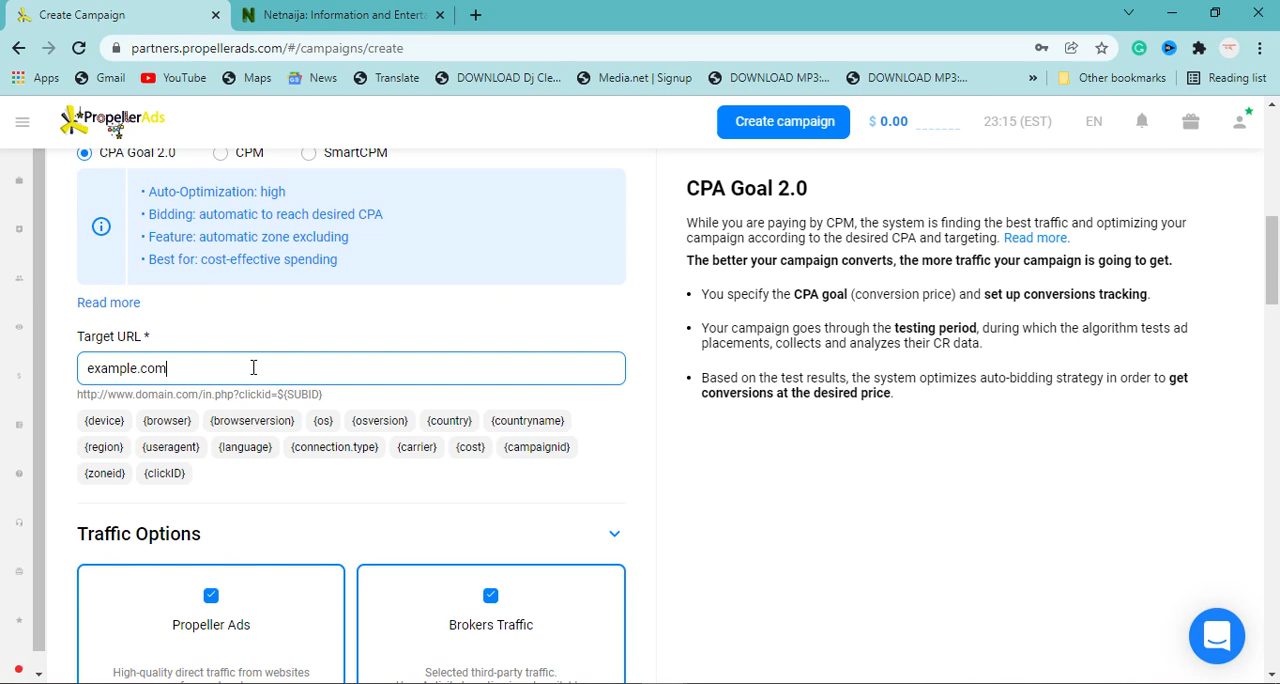 Create Campaign
Netnaija: Information and Enterta
partners.propellerads.com/#/campaigns/create
Apps Gmail YouTube Maps News Translate DOWNLOAD Dj Cle... Media.net | Signup DOWNLOAD MP3:... DOWNLOAD MP3:... » Other bookmarks Reading list
PropellerAds Create campaign $ 0.00 23:15 (EST) EN
CPA Goal 2.0 CPM SmartCPM
• Auto-Optimization: high
• Bidding: automatic to reach desired CPA
• Feature: automatic zone excluding
• Best for: cost-effective spending
Read more
Target URL *
example.com
http://www.domain.com/in.php?clickid=${SUBID}
{device} {browser} {browserversion} {os} {osversion} {country} {countryname}
{region} {useragent} {language} {connection.type} {carrier} {cost} {campaignid}
{zoneid} {clickID}
Traffic Options
Propeller Ads
High-quality direct traffic from websites
Brokers Traffic
Selected third-party traffic.
CPA Goal 2.0
While you are paying by CPM, the system is finding the best traffic and optimizing your
campaign according to the desired CPA and targeting. Read more.
The better your campaign converts, the more traffic your campaign is going to get.
• You specify the CPA goal (conversion price) and set up conversions tracking.
• Your campaign goes through the testing period, during which the algorithm tests ad
placements, collects and analyzes their CR data.
• Based on the test results, the system optimizes auto-bidding strategy in order to get
conversions at the desired price.